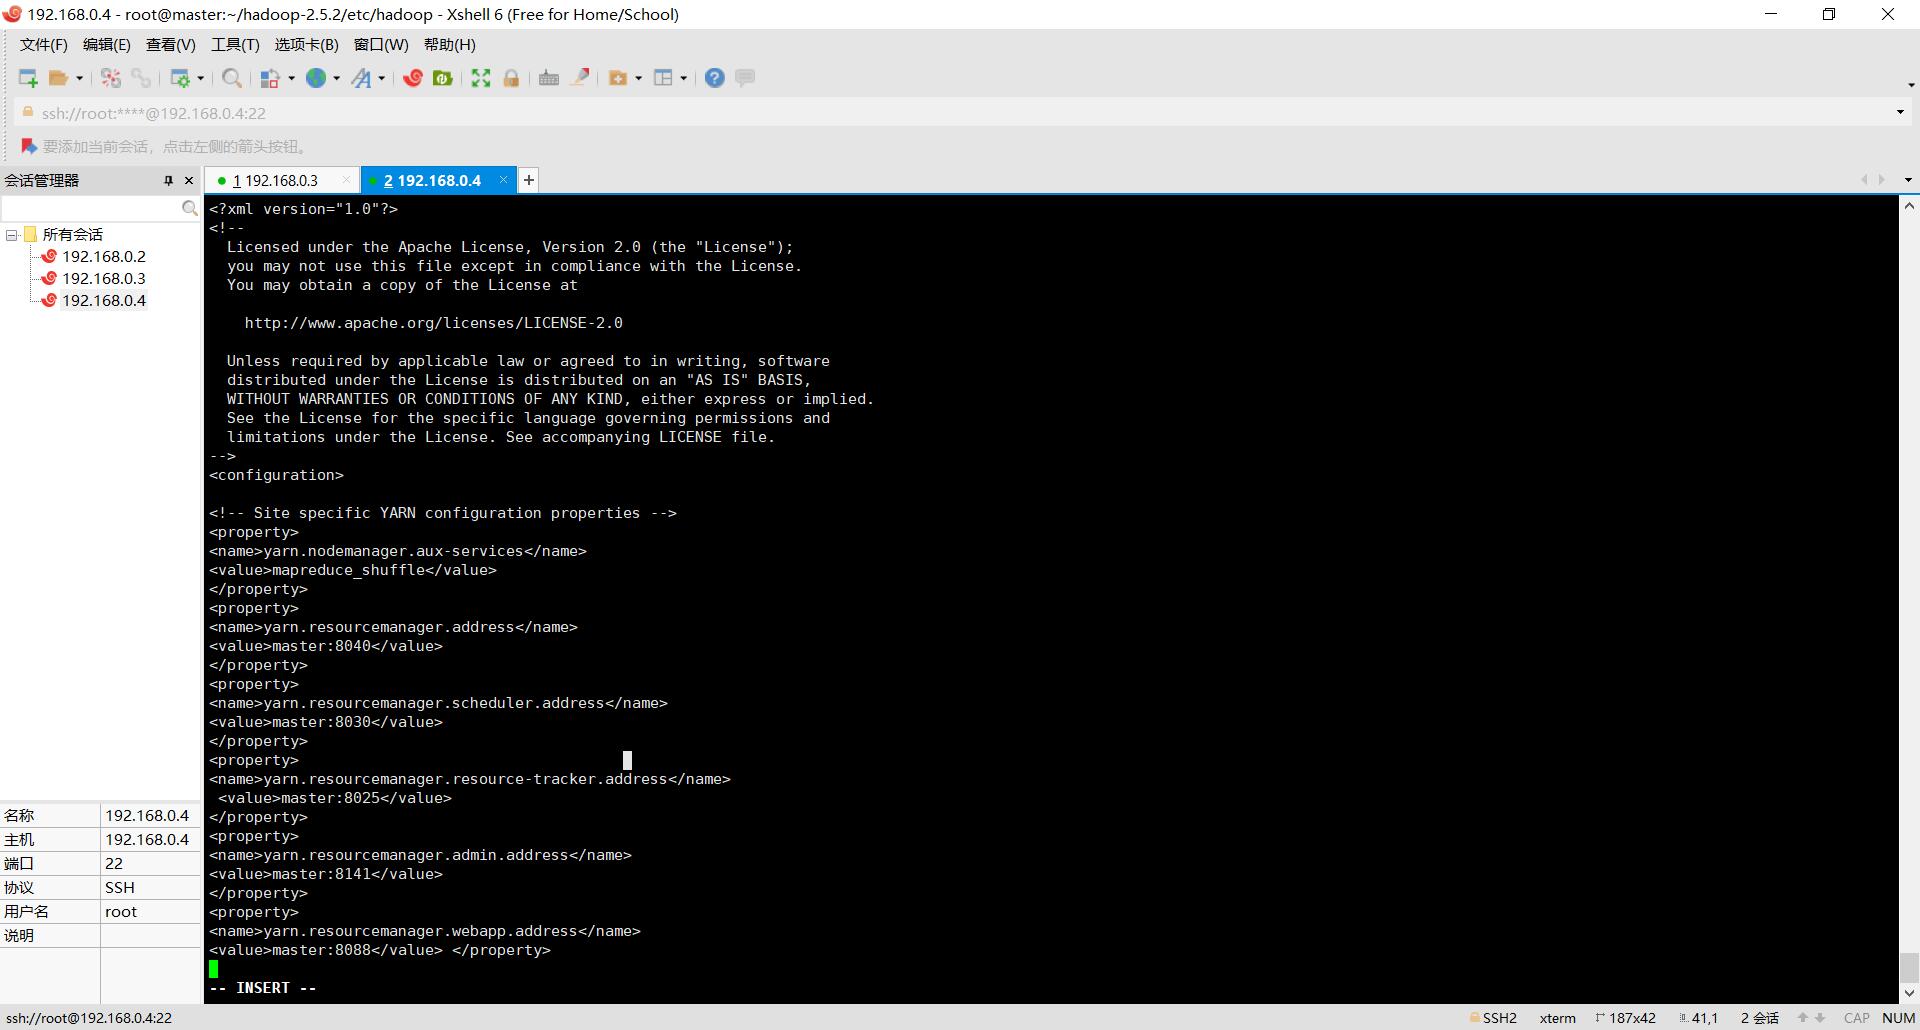 192.168.0.4 - root@master:~/hadoop-2.5.2/etc/hadoop - Xshell 6 (Free for Home/School)
文件(F) 编辑(E) 查看(V) 工具(T) 选项卡(B) 窗口(W) 帮助(H)
ssh://root:****@192.168.0.4:22
要添加当前会话，点击左侧的箭头按钮。
会话管理器
1 192.168.0.3
2 192.168.0.4
所有会话
192.168.0.2
192.168.0.3
192.168.0.4
名称 192.168.0.4
主机 192.168.0.4
端口 22
协议 SSH
用户名 root
说明
<?xml version="1.0"?>
<!--
  Licensed under the Apache License, Version 2.0 (the "License");
  you may not use this file except in compliance with the License.
  You may obtain a copy of the License at
    http://www.apache.org/licenses/LICENSE-2.0
  Unless required by applicable law or agreed to in writing, software
  distributed under the License is distributed on an "AS IS" BASIS,
  WITHOUT WARRANTIES OR CONDITIONS OF ANY KIND, either express or implied.
  See the License for the specific language governing permissions and
  limitations under the License. See accompanying LICENSE file.
-->
<configuration>
<!-- Site specific YARN configuration properties -->
<property>
<name>yarn.nodemanager.aux-services</name>
<value>mapreduce_shuffle</value>
</property>
<property>
<name>yarn.resourcemanager.address</name>
<value>master:8040</value>
</property>
<property>
<name>yarn.resourcemanager.scheduler.address</name>
<value>master:8030</value>
</property>
<property>
<name>yarn.resourcemanager.resource-tracker.address</name>
 <value>master:8025</value>
</property>
<property>
<name>yarn.resourcemanager.admin.address</name>
<value>master:8141</value>
</property>
<property>
<name>yarn.resourcemanager.webapp.address</name>
<value>master:8088</value> </property>
-- INSERT --
ssh://root@192.168.0.4:22 SSH2 xterm 187x42 41,1 2 会话 CAP NUM